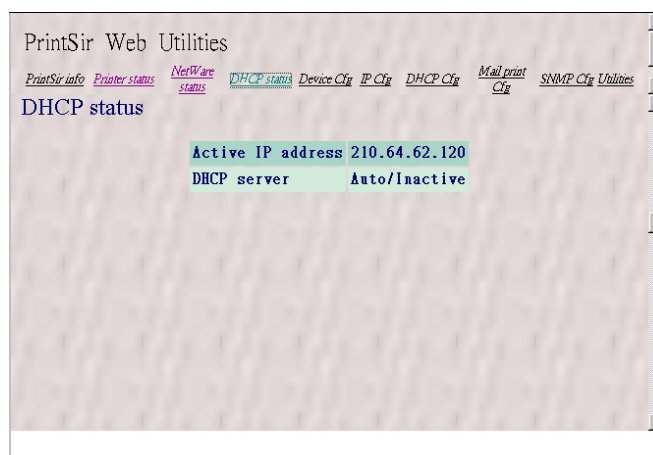 PrintSir Web Utilities
PrintSir info Printer status NetWare status DHCP status Device Cfg IP Cfg DHCP Cfg Mail print Cfg SNMP Cfg Utilities
DHCP status
Active IP address 210.64.62.120
DHCP server Auto/Inactive